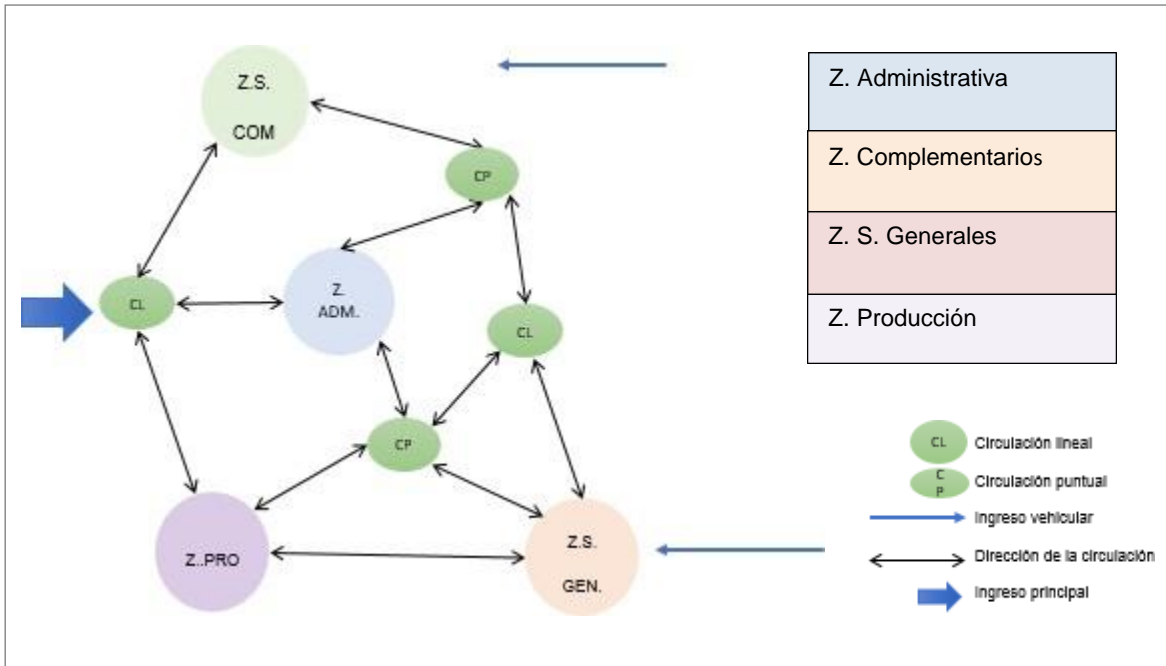 Z.S.
COM
CP
CL
Z.
ADM.
CL
CP
Z..PRO
Z.S.
GEN.
Z. Administrativa
Z. Complementarios
Z. S. Generales
Z. Producción
CL
Circulación lineal
C
P
Circulación puntual
Ingreso vehicular
Dirección de la circulación
Ingreso principal